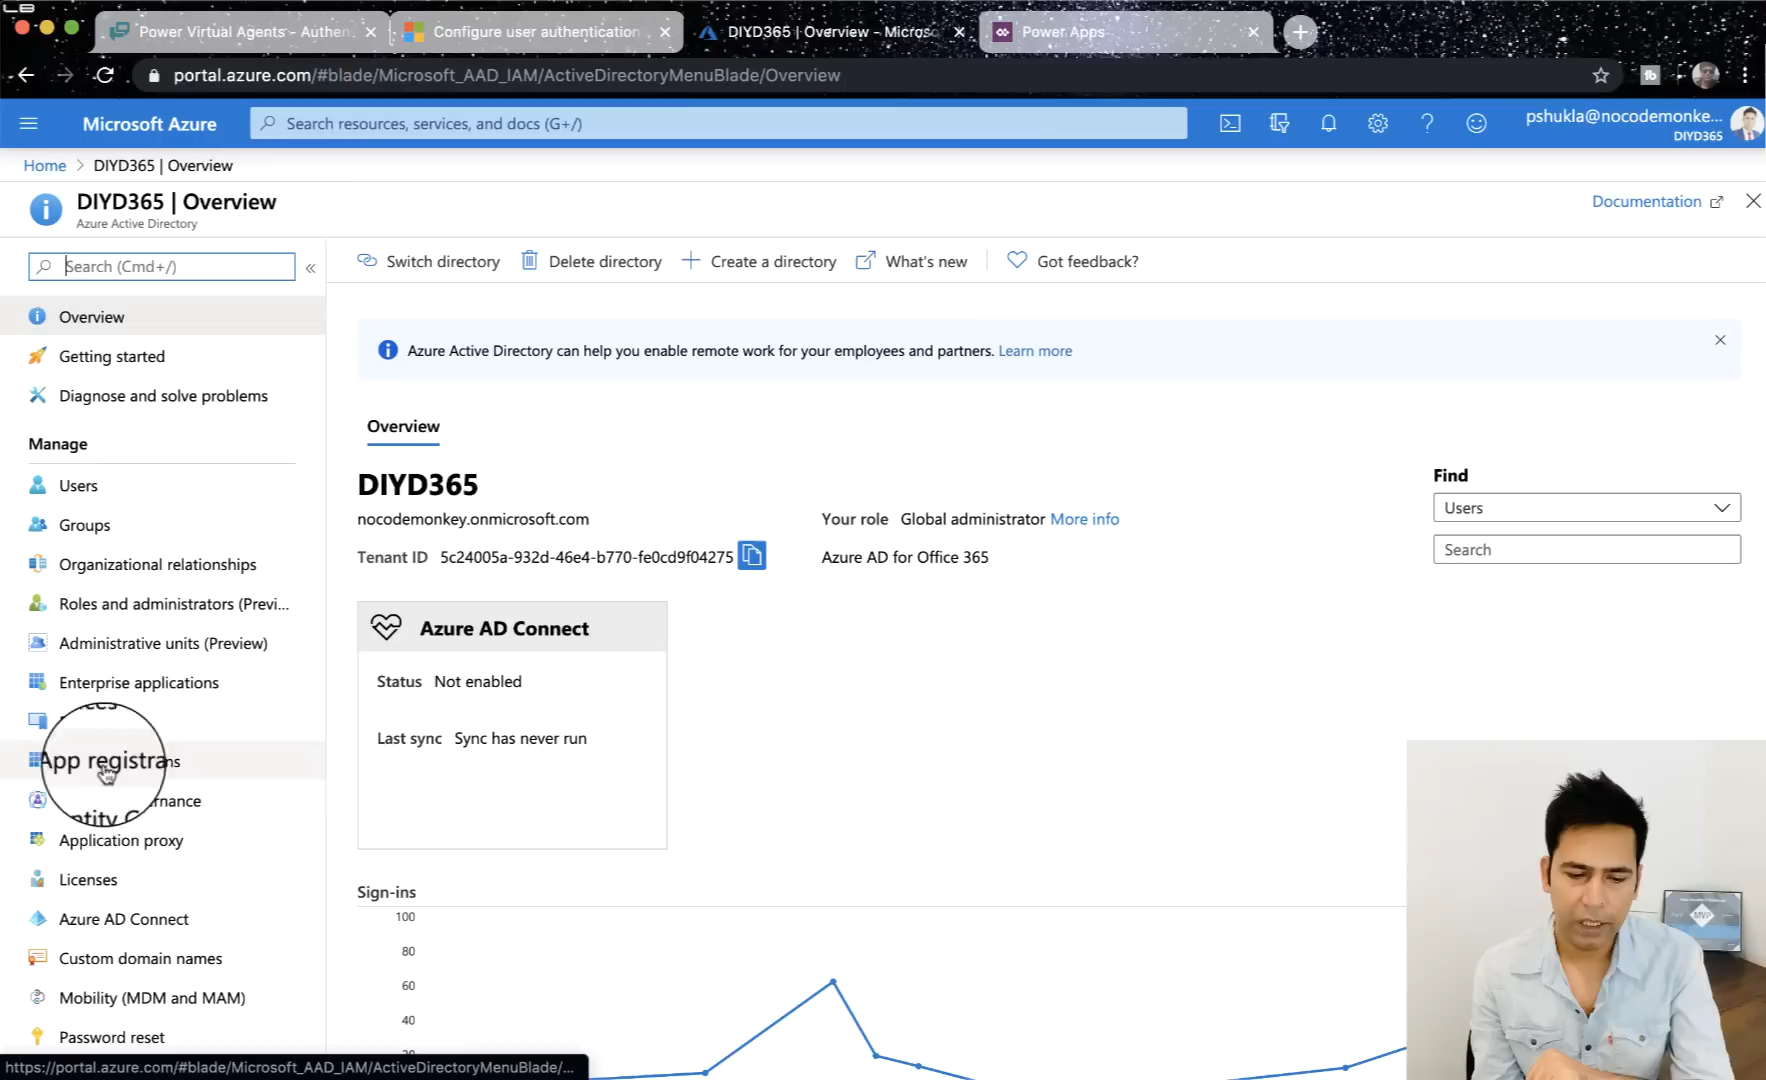 Power Virtual Agents - Authen
Configure user authentication
DIYD365 | Overview - Microso
Power Apps
portal.azure.com/#blade/Microsoft_AAD_IAM/ActiveDirectoryMenuBlade/Overview
Microsoft Azure
Search resources, services, and docs (G+/)
pshukla@nocodemonke...
DIYD365
Home > DIYD365 | Overview
DIYD365 | Overview
Azure Active Directory
Documentation
Search (Cmd+/)
Switch directory
Delete directory
Create a directory
What's new
Got feedback?
Overview
Getting started
Diagnose and solve problems
Manage
Users
Groups
Organizational relationships
Roles and administrators (Previ...
Administrative units (Preview)
Enterprise applications
App registra
ns
rnance
Application proxy
Licenses
Azure AD Connect
Custom domain names
Mobility (MDM and MAM)
Password reset
Azure Active Directory can help you enable remote work for your employees and partners. Learn more
Overview
DIYD365
nocodemonkey.onmicrosoft.com
Tenant ID 5c24005a-932d-46e4-b770-fe0cd9f04275
Your role Global administrator More info
Azure AD for Office 365
Find
Users
Search
Azure AD Connect
Status Not enabled
Last sync Sync has never run
Sign-ins
100
80
60
40
MVP
https://portal.azure.com/#blade/Microsoft_AAD_IAM/ActiveDirectoryMenuBlade/...